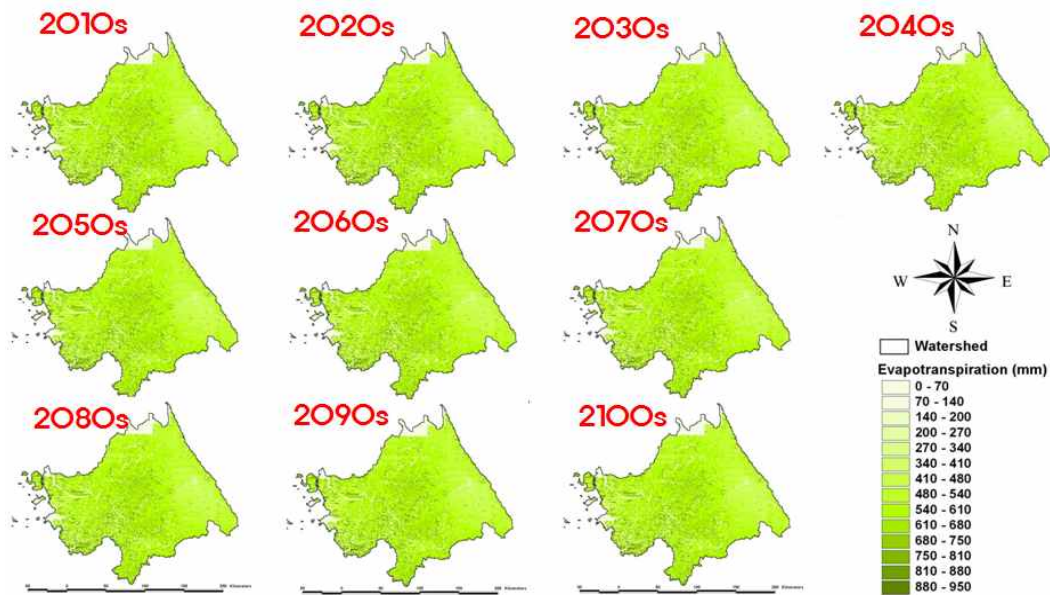 2010s
2020s
2030s
2040s
2050s
2060s
2070s
N
W E
S
Watershed
Evapotranspiration (mm)
0 - 70
70 - 140
140 - 200
200 - 270
270 - 340
340 - 410
410 - 480
480 - 540
540 - 610
610 - 680
680 - 750
750 - 810
810 - 880
880 - 950
2080s
2090s
2100s